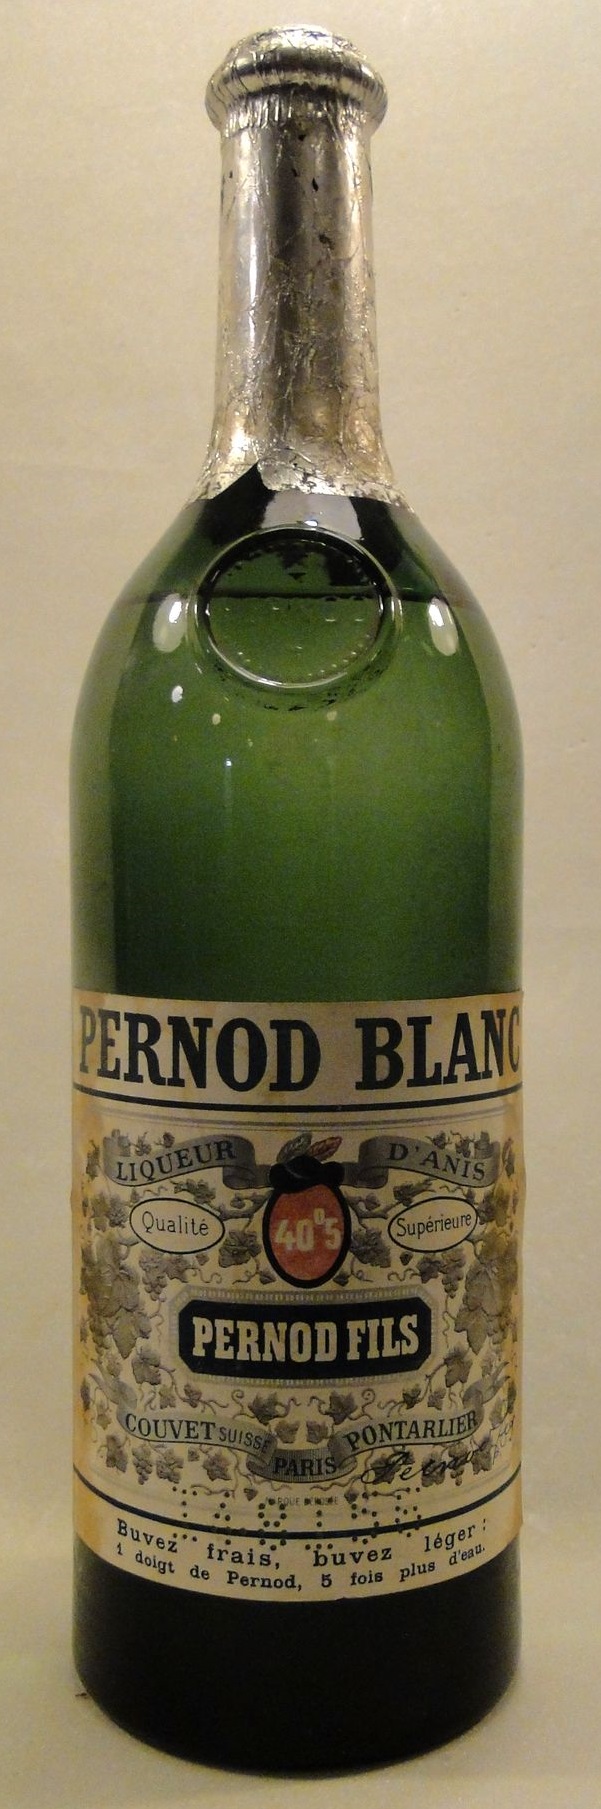 PERNOD BLANC
LIQUEUR D'ANIS
Qualité 40°5 Supérieure
PERNOD FILS
COUVET SUISSE PARIS PONTARLIER
Buvez frais, buvez léger:
1 doigt de Pernod, 5 fois plus d'eau.